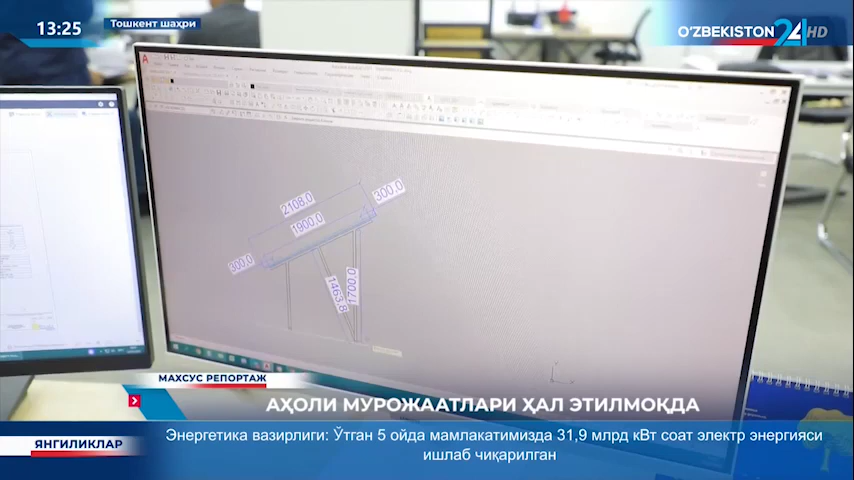 13:25
Тошкент шаҳри
O'ZBEKISTON 24 HD
2108.0
300.0
1900.0
300.0
1463.8
1700.0
МАХСУС РЕПОРТАЖ
АҲОЛИ МУРОЖААТЛАРИ ҲАЛ ЭТИЛМОҚДА
ЯНГИЛИКЛАР
Энергетика вазирлиги: Ўтган 5 ойда мамлакатимизда 31,9 млрд кВт соат электр энергияси
ишлаб чиқарилган